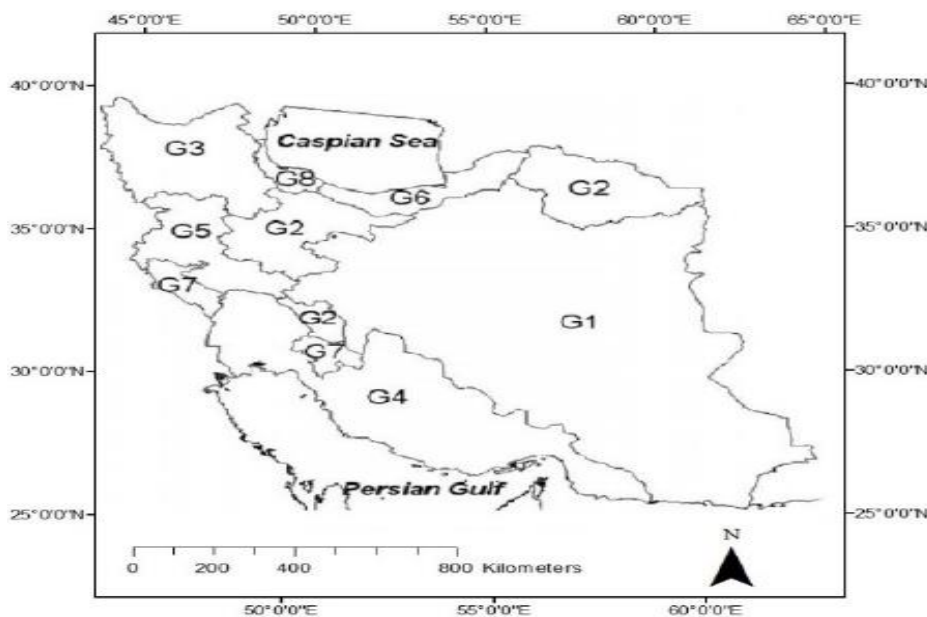 45°0'0"E 50°0'0"E 55°0'0"E 60°0'0"E 65°0'0"E
40°0'0"N 40°0'0"N
Caspian Sea
G3
G8 G6 G2
35°0'0"N G5 G2 35°0'0"N
G7
G2 G1
G7
30°0'0"N 30°0'0"N
G4
Persian Gulf
25°0'0"N 25°0'0"N
N
0 200 400 800 Kilometers
50°0'0"E 55°0'0"E 60°0'0"E